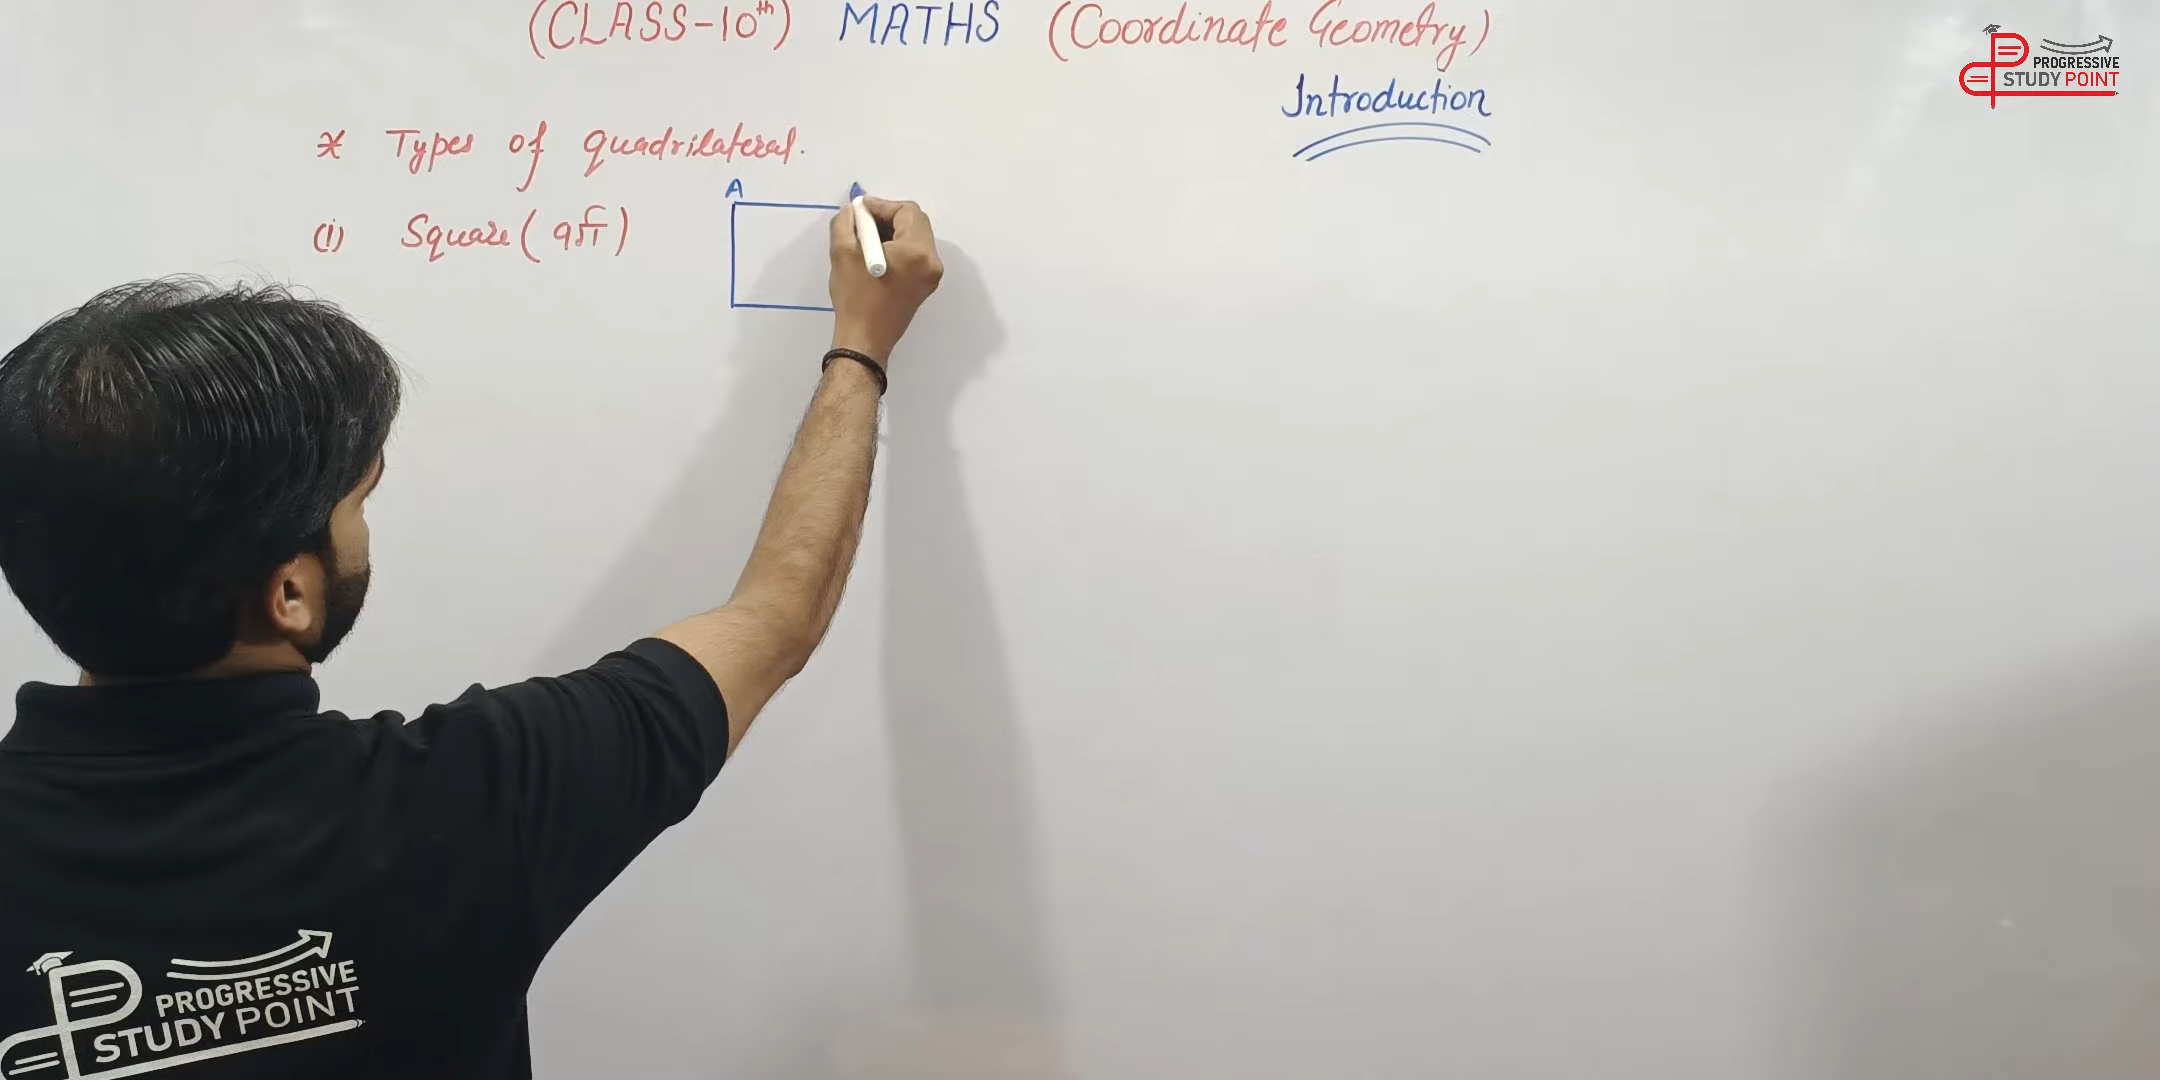 (CLASS-10th) MATHS (Coordinate Geometry)
Introduction
* Types of quadrilateral.
(i) Square (वर्ग)
A
PROGRESSIVE
STUDY POINT
PROGRESSIVE
STUDY POINT